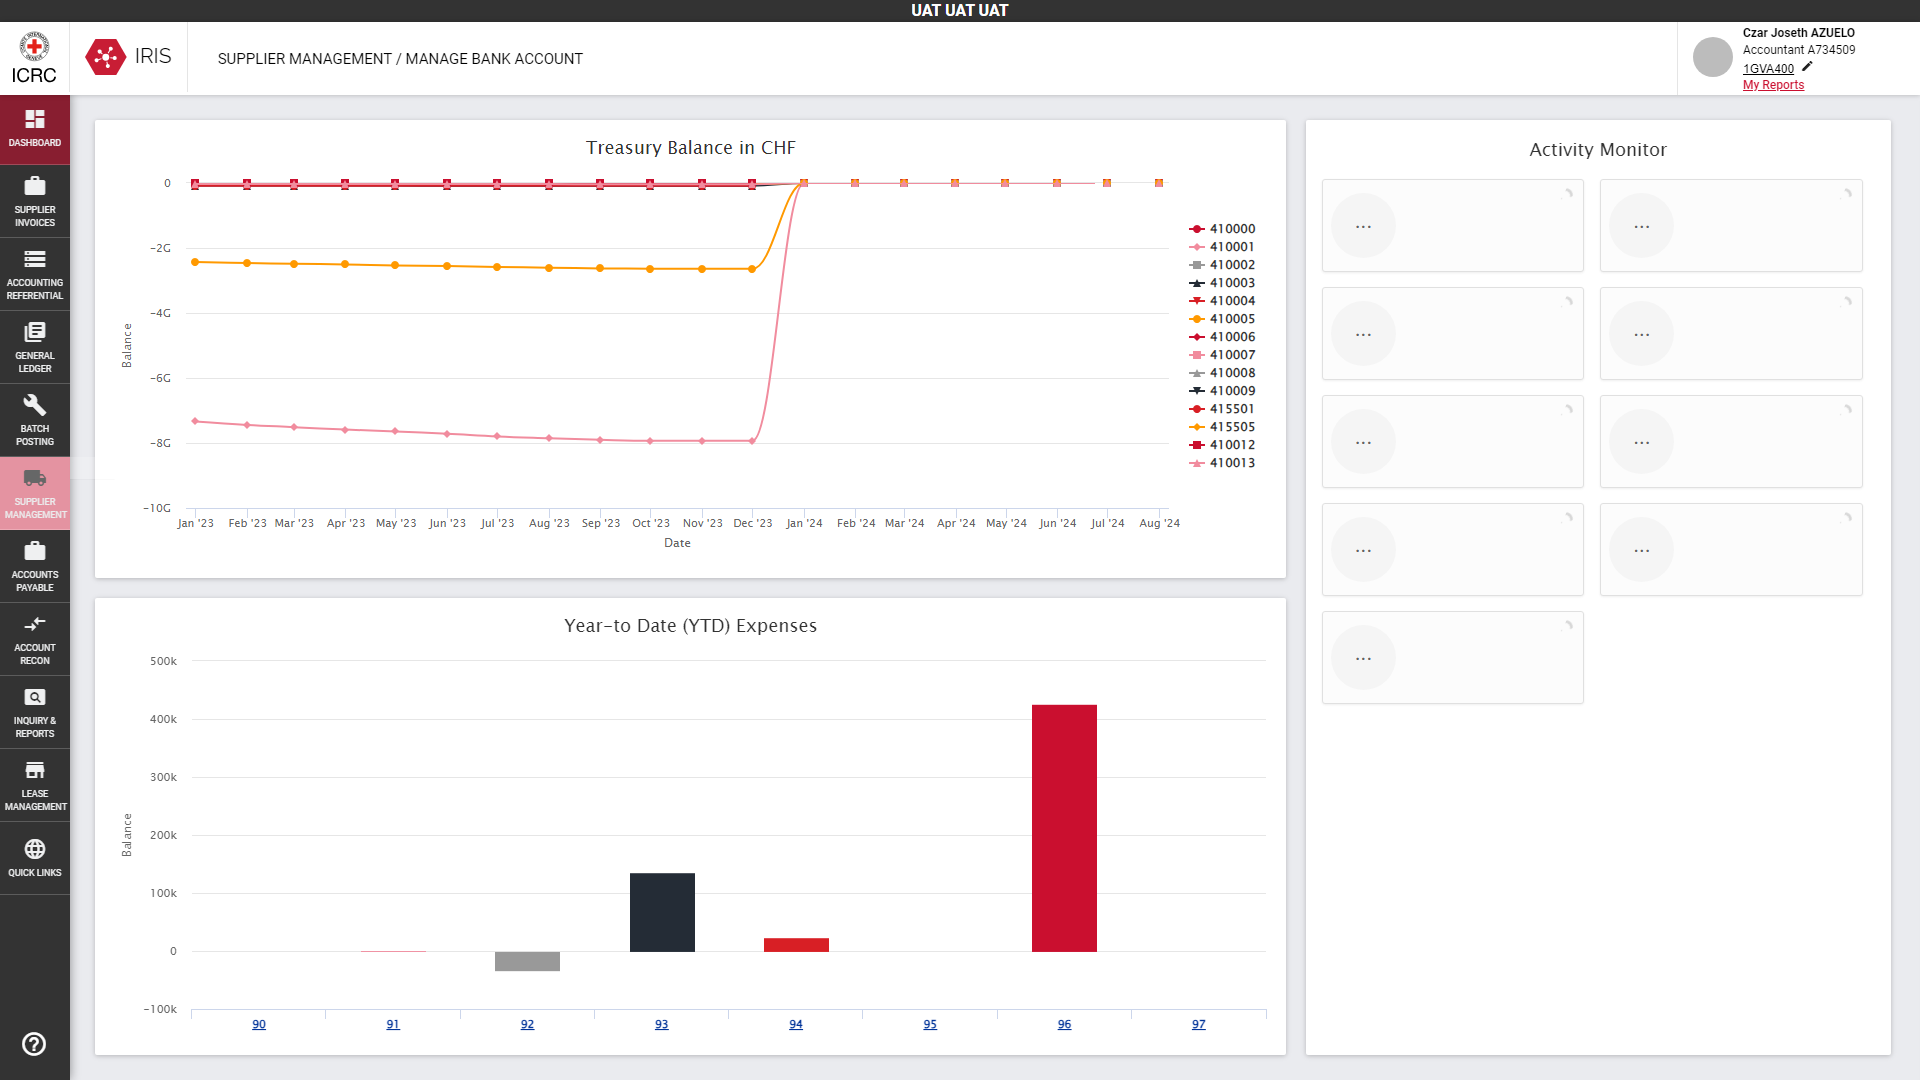 UAT UAT UAT
ICRC
IRIS
SUPPLIER MANAGEMENT / MANAGE BANK ACCOUNT
Czar Joseth AZUELO
Accountant A734509
1GVA400
My Reports
DASHBOARD
SUPPLIER
INVOICES
ACCOUNTING
REFERENTIAL
GENERAL
LEDGER
BATCH
POSTING
SUPPLIER
MANAGEMENT
ACCOUNTS
PAYABLE
ACCOUNT
RECON
INQUIRY &
REPORTS
LEASE
MANAGEMENT
QUICK LINKS
Treasury Balance in CHF
0
-2G
-4G
-6G
-8G
-10G
Balance
Jan '23 Feb '23 Mar '23 Apr '23 May '23 Jun '23 Jul '23 Aug '23 Sep '23 Oct '23 Nov '23 Dec '23 Jan '24 Feb '24 Mar '24 Apr '24 May '24 Jun '24 Jul '24 Aug '24
Date
410000
410001
410002
410003
410004
410005
410006
410007
410008
410009
415501
415505
410012
410013
Year-to Date (YTD) Expenses
500k
400k
300k
200k
100k
0
-100k
Balance
90 91 92 93 94 95 96 97
Activity Monitor
... ...
... ...
... ...
... ...
...